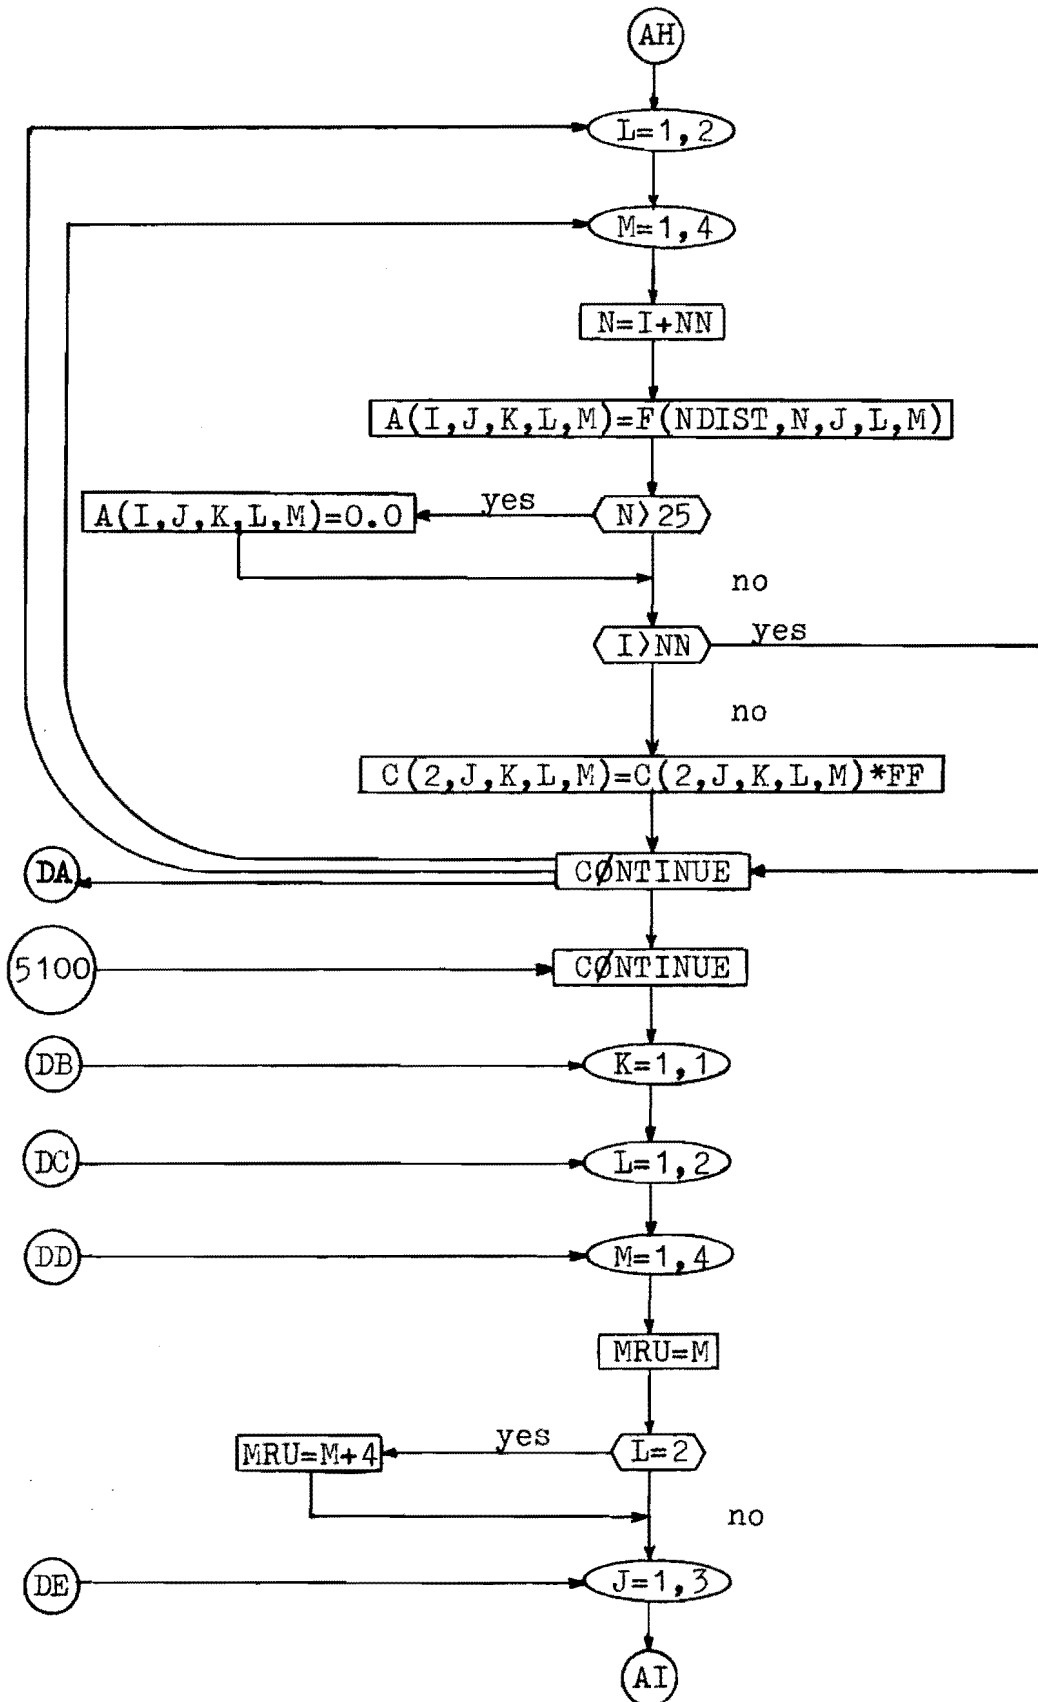 AH
L=1,2
M=1,4
N=I+NN
A(I,J,K,L,M)=F(NDIST,N,J,L,M)
A(I,J,K,L,M)=0.0
yes
N>25
no
I>NN
yes
no
C(2,J,K,L,M)=C(2,J,K,L,M)*FF
DA
CØNTINUE
5100
CØNTINUE
DB
K=1,1
DC
L=1,2
DD
M=1,4
MRU=M
MRU=M+4
yes
L=2
no
DE
J=1,3
AI